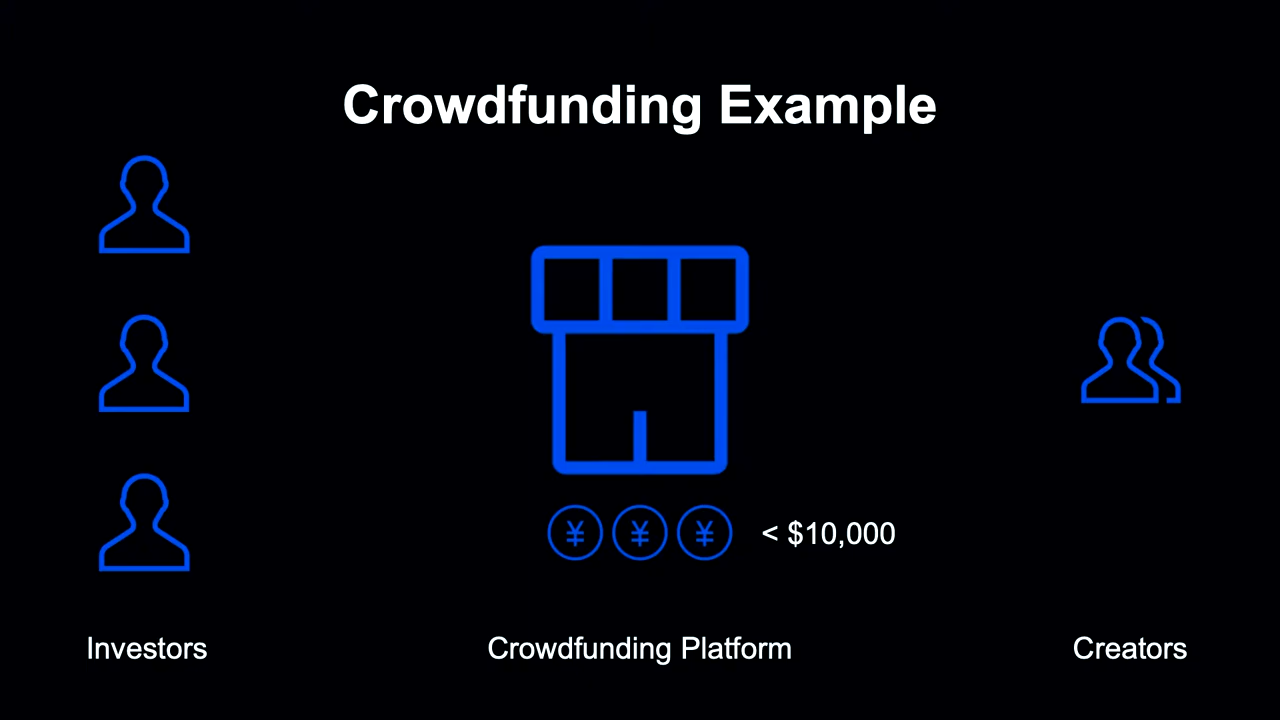 Crowdfunding Example
¥ ¥ ¥ < $10,000
Investors
Crowdfunding Platform
Creators